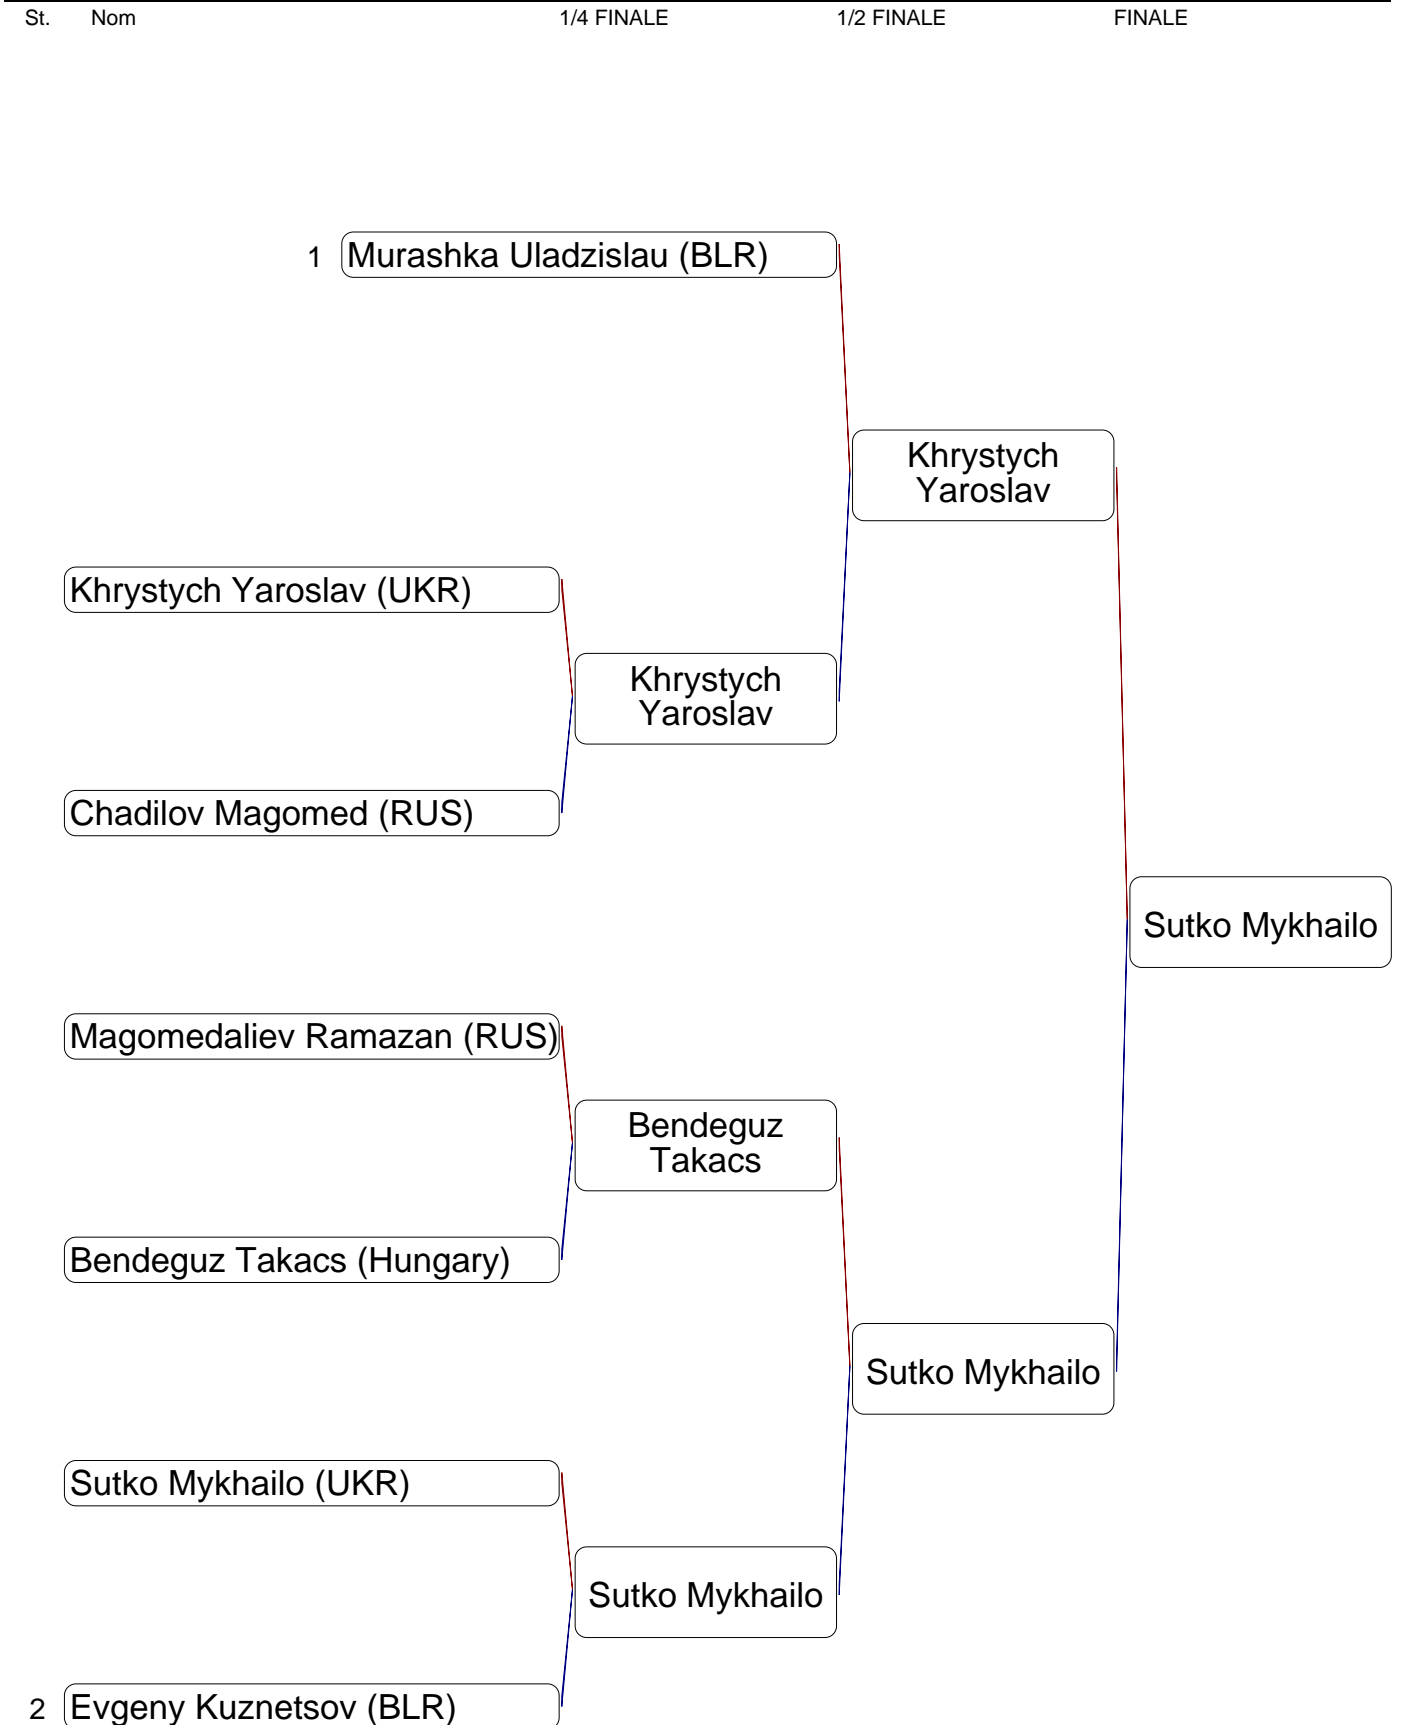 St. Nom 1/4 FINALE 1/2 FINALE FINALE
1 Murashka Uladzislau (BLR)
Khrystych
Yaroslav
Khrystych Yaroslav (UKR)
Khrystych
Yaroslav
Chadilov Magomed (RUS)
Sutko Mykhailo
Magomedaliev Ramazan (RUS)
Bendeguz
Takacs
Bendeguz Takacs (Hungary)
Sutko Mykhailo
Sutko Mykhailo (UKR)
Sutko Mykhailo
2 Evgeny Kuznetsov (BLR)